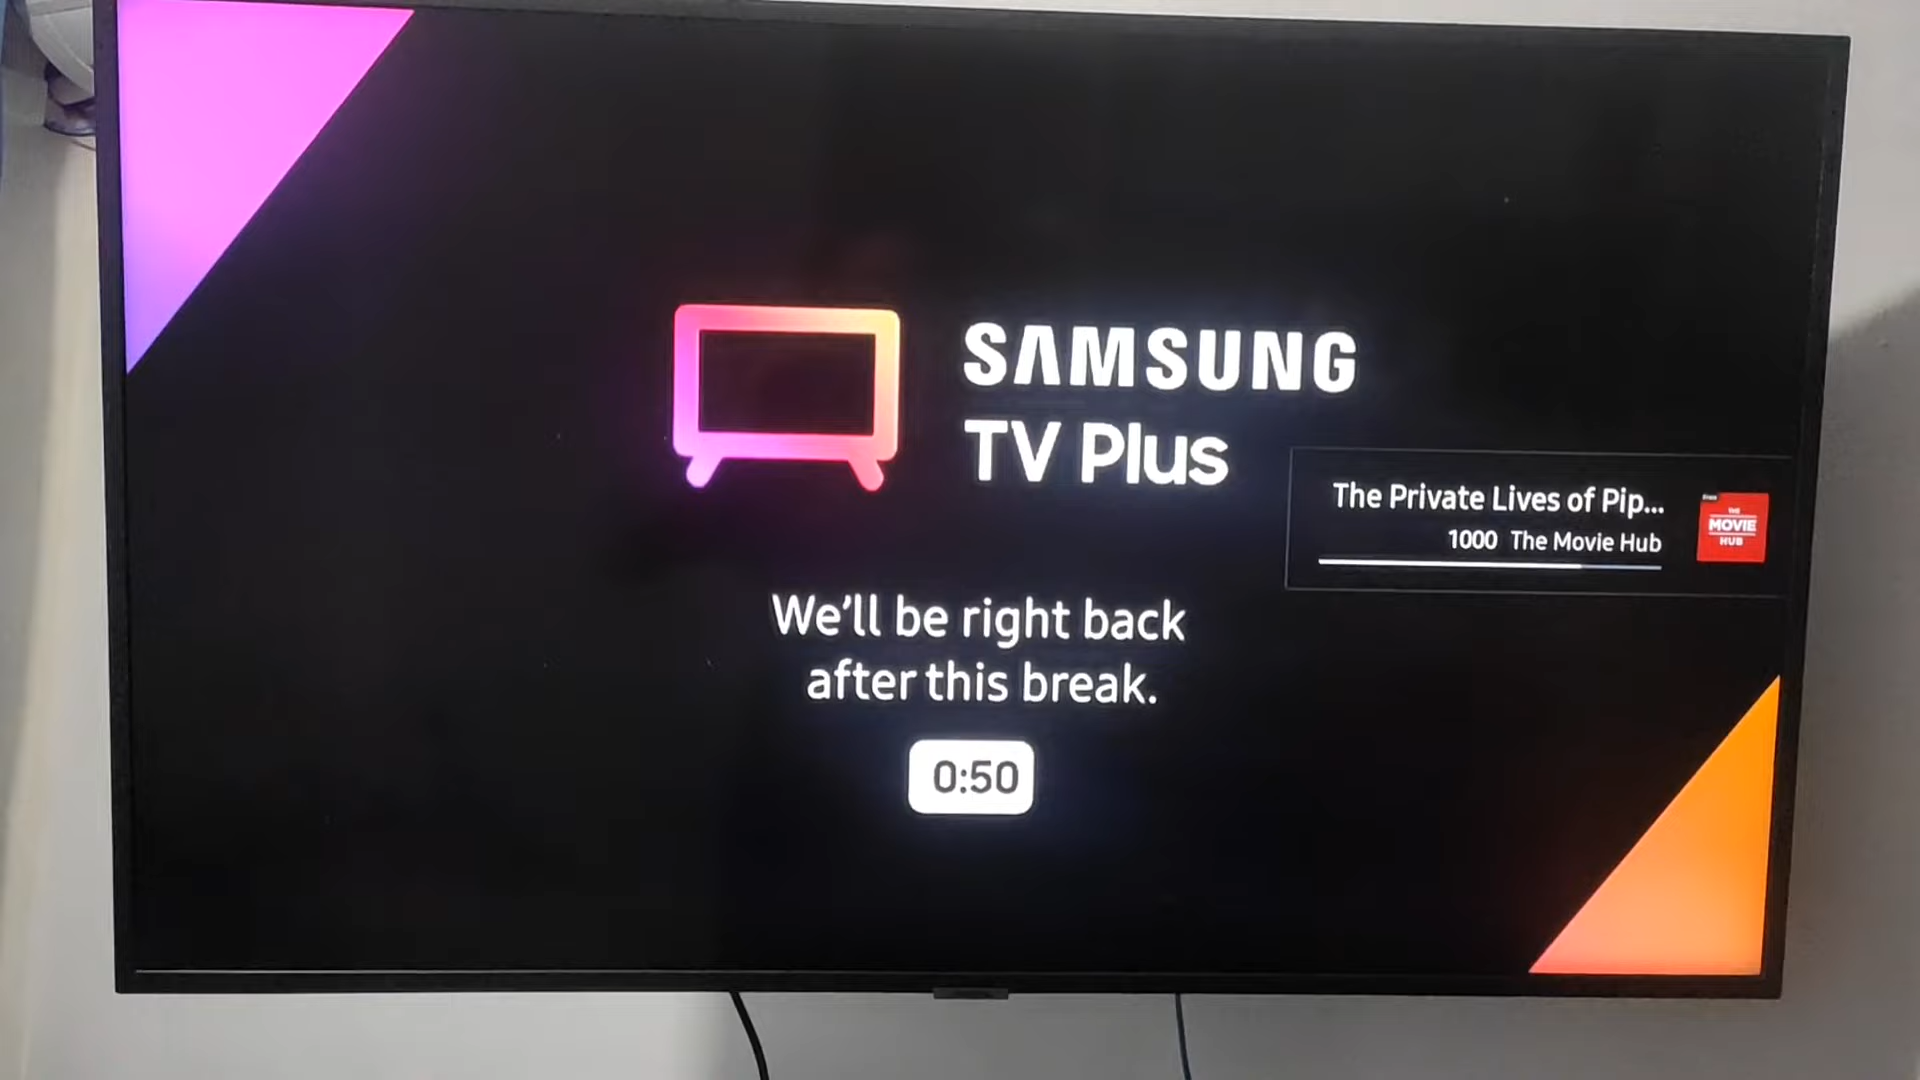 SAMSUNG
TV Plus
The Private Lives of Pip...
1000 The Movie Hub
THE
MOVIE
HUB
We'll be right back
after this break.
0:50